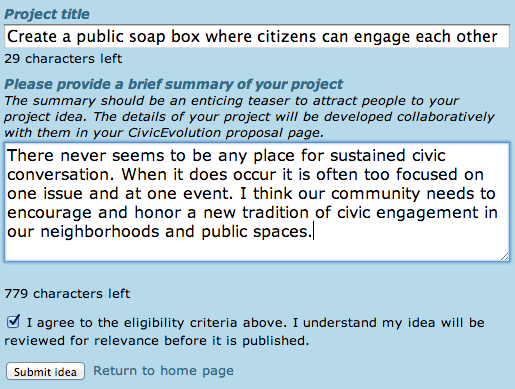 Project title
Create a public soap box where citizens can engage each other
29 characters left
Please provide a brief summary of your project
The summary should be an enticing teaser to attract people to your
project idea. The details of your project will be developed collaboratively
with them in your CivicEvolution proposal page.
There never seems to be any place for sustained civic
conversation. When it does occur it is often too focused on
one issue and at one event. I think our community needs to
encourage and honor a new tradition of civic engagement in
our neighborhoods and public spaces.
779 characters left
I agree to the eligibility criteria above. I understand my idea will be
reviewed for relevance before it is published.
Submit idea Return to home page